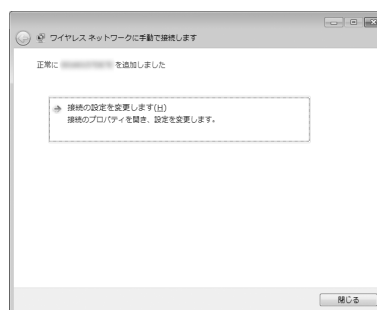 ワイヤレス ネットワークに手動で接続します
正常に を追加しました
接続の設定を変更します(H)
接続のプロパティを開き、設定を変更します。
閉じる